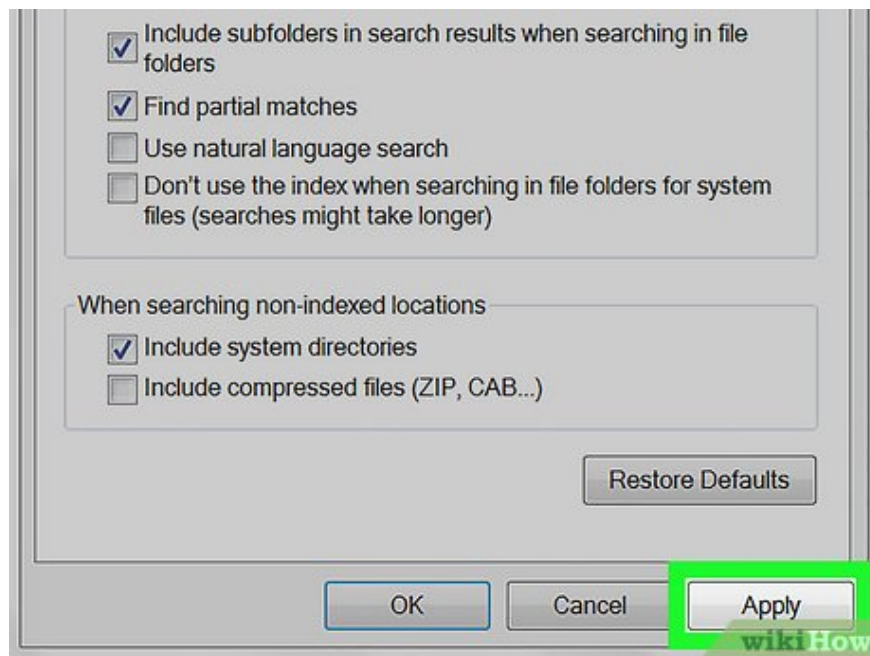 Include subfolders in search results when searching in file
folders
Find partial matches
Use natural language search
Don't use the index when searching in file folders for system
files (searches might take longer)
When searching non-indexed locations
Include system directories
Include compressed files (ZIP, CAB...)
Restore Defaults
OK Cancel Apply
wikiHow